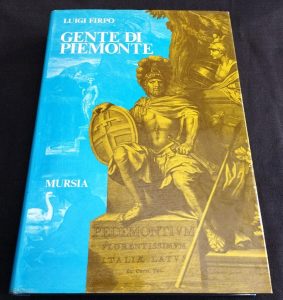 LUIGI FIRPO
GENTE DI
PIEMONTE
MURSIA
PEDEMONTIVM
FLORENTISSIMVM
ITALIÆ LATVS